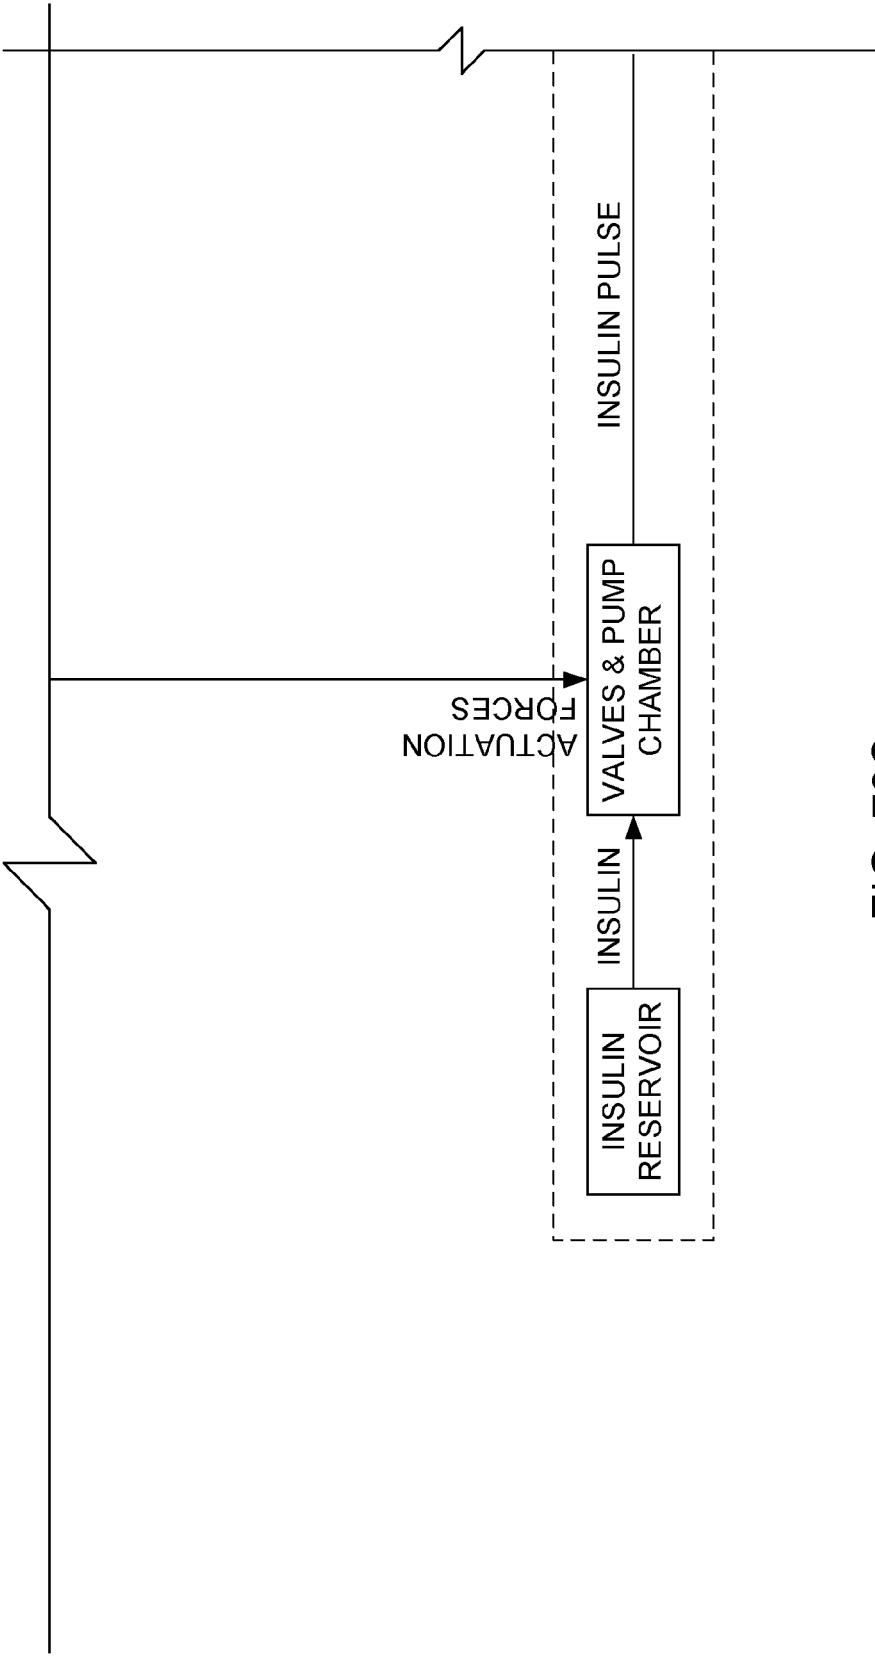 INSULIN
RESERVOIR
INSULIN
VALVES & PUMP
CHAMBER
ACTUATION
FORCES
INSULIN PULSE